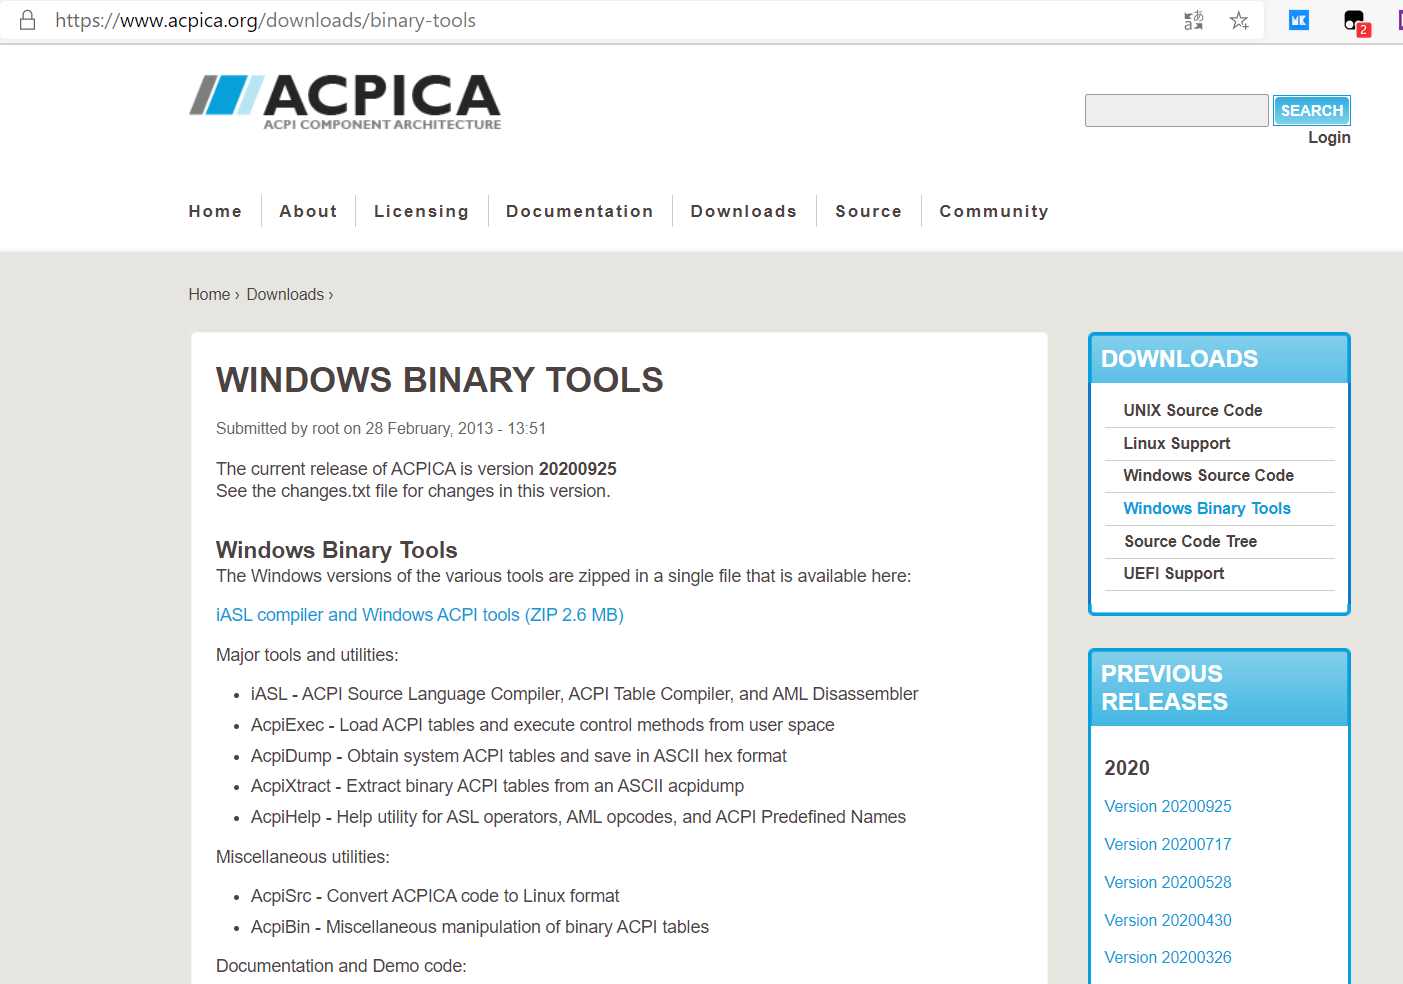 https://www.acpica.org/downloads/binary-tools
2
ACPICA
ACPI COMPONENT ARCHITECTURE
SEARCH
Login
Home
About
Licensing
Documentation
Downloads
Source
Community
Home › Downloads ›
WINDOWS BINARY TOOLS
Submitted by root on 28 February, 2013 - 13:51
The current release of ACPICA is version 20200925
See the changes.txt file for changes in this version.
Windows Binary Tools
The Windows versions of the various tools are zipped in a single file that is available here:
iASL compiler and Windows ACPI tools (ZIP 2.6 MB)
Major tools and utilities:
• iASL - ACPI Source Language Compiler, ACPI Table Compiler, and AML Disassembler
• AcpiExec - Load ACPI tables and execute control methods from user space
• AcpiDump - Obtain system ACPI tables and save in ASCII hex format
• AcpiXtract - Extract binary ACPI tables from an ASCII acpidump
• AcpiHelp - Help utility for ASL operators, AML opcodes, and ACPI Predefined Names
Miscellaneous utilities:
• AcpiSrc - Convert ACPICA code to Linux format
• AcpiBin - Miscellaneous manipulation of binary ACPI tables
Documentation and Demo code:
DOWNLOADS
UNIX Source Code
Linux Support
Windows Source Code
Windows Binary Tools
Source Code Tree
UEFI Support
PREVIOUS
RELEASES
2020
Version 20200925
Version 20200717
Version 20200528
Version 20200430
Version 20200326